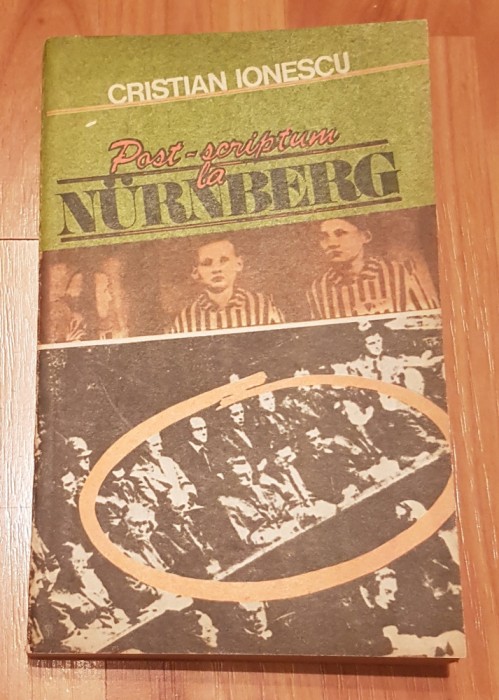 CRISTIAN IONESCU
Post-scriptum
la
NÜRNBERG